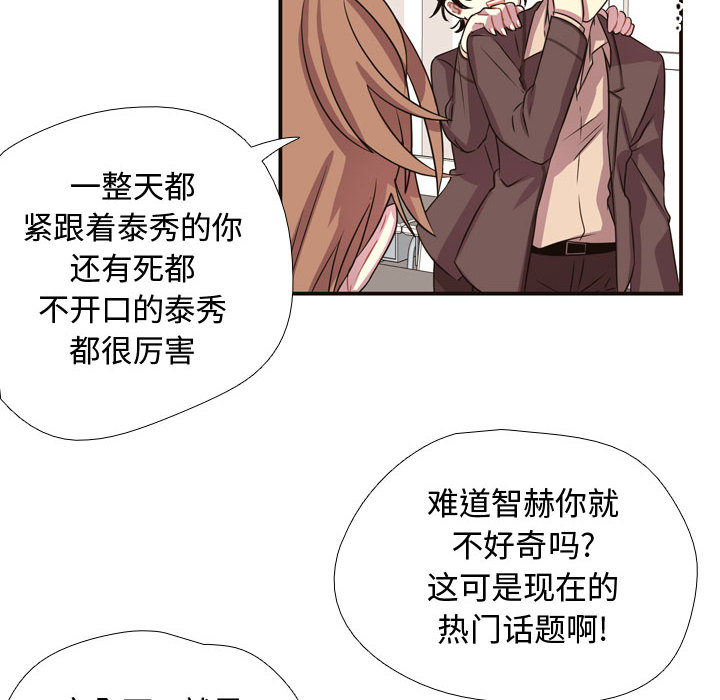 一整天都
紧跟着泰秀的你
还有死都
不开口的泰秀
都很厉害
难道智赫你就
不好奇吗?
这可是现在的
热门话题啊!